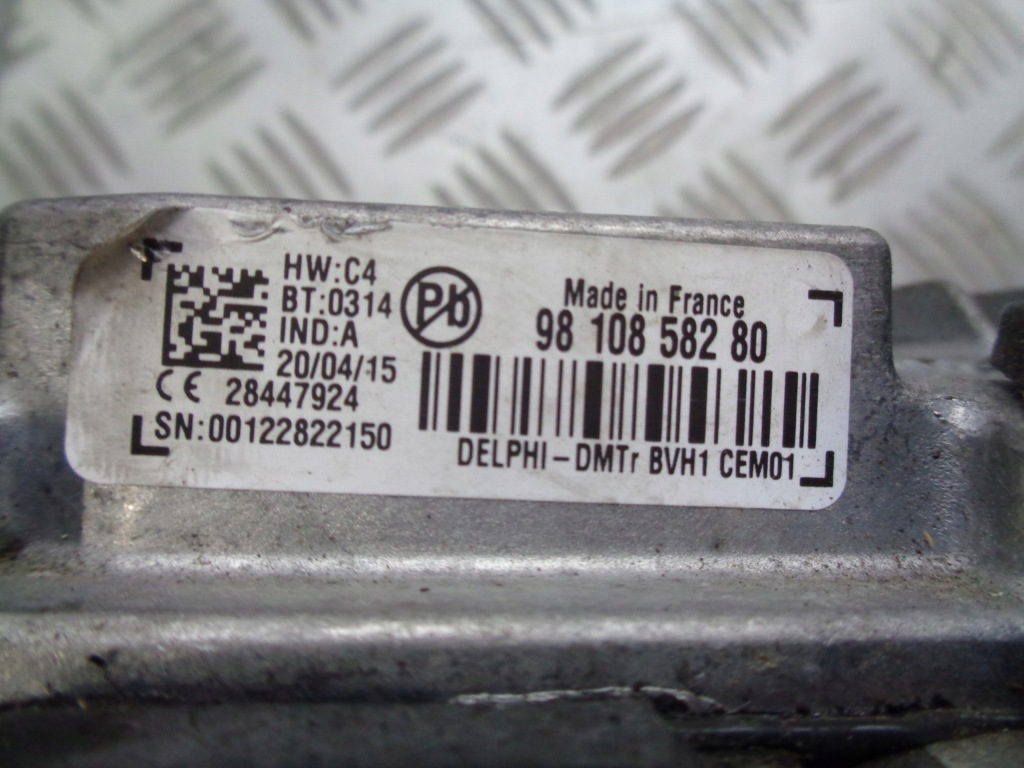 HW:C4
BT:0314
IND:A
20/04/15
CE 28447924
SN:00122822150
Pb
Made in France
98 108 582 80
DELPHI-DMTr BVH1 CEM01